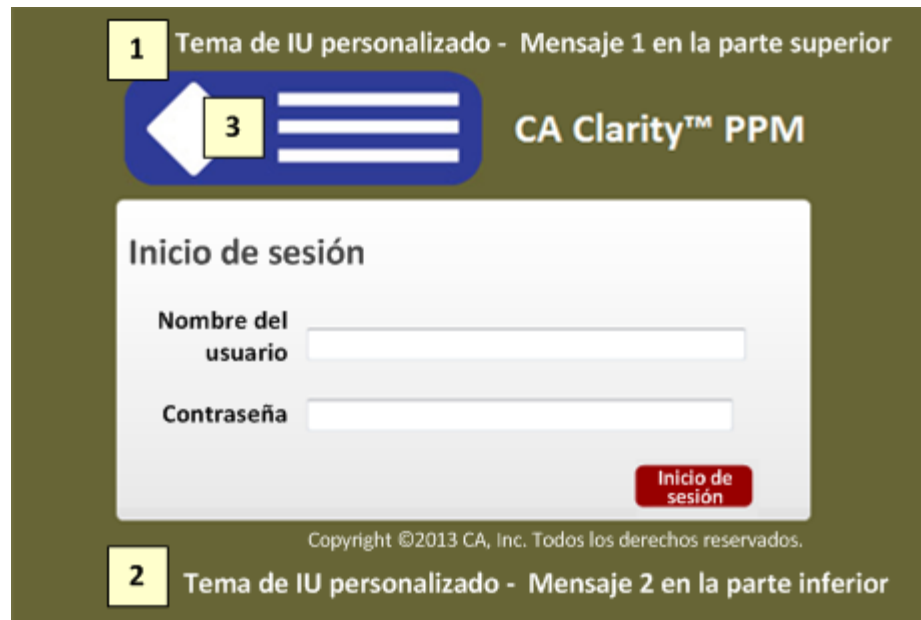 1 Tema de IU personalizado - Mensaje 1 en la parte superior
3 CA Clarity™ PPM
Inicio de sesión
Nombre del
usuario
Contraseña
Inicio de
sesión
Copyright ©2013 CA, Inc. Todos los derechos reservados.
2 Tema de IU personalizado - Mensaje 2 en la parte inferior